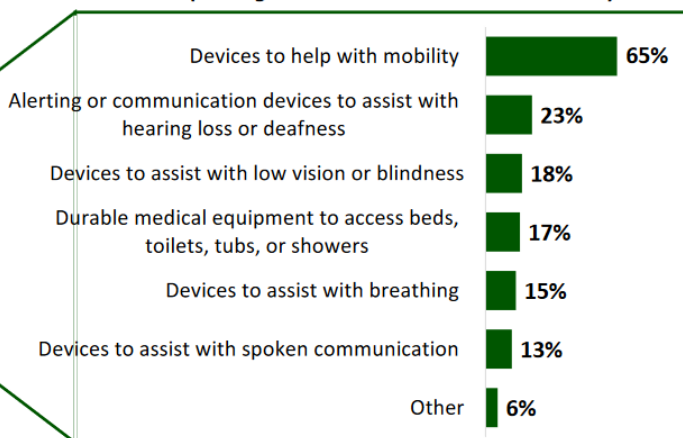 Devices to help with mobility 65%
Alerting or communication devices to assist with
hearing loss or deafness 23%
Devices to assist with low vision or blindness 18%
Durable medical equipment to access beds,
toilets, tubs, or showers 17%
Devices to assist with breathing 15%
Devices to assist with spoken communication 13%
Other 6%